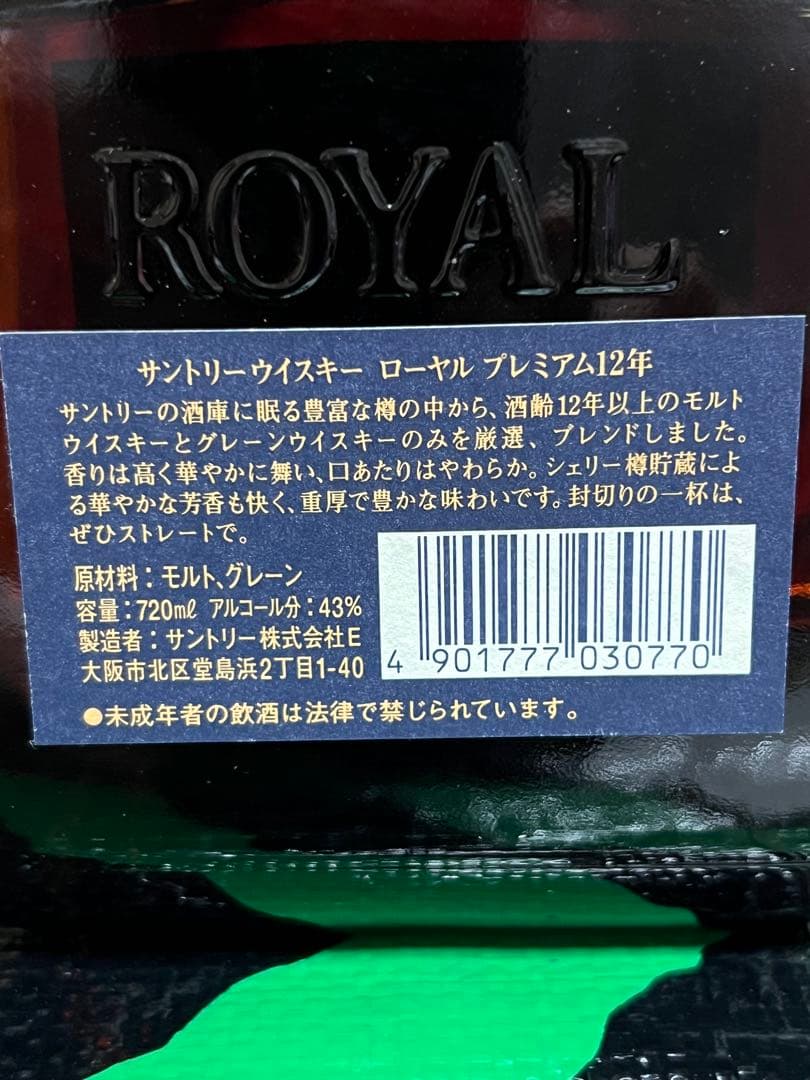 ROYAL
サントリーウイスキー ローヤル プレミアム12年
サントリーの酒庫に眠る豊富な樽の中から、酒齢12年以上のモルト
ウイスキーとグレーンウイスキーのみを厳選、ブレンドしました。
香りは高く華やかに舞い、口あたりはやわらか。シェリー樽貯蔵によ
る華やかな芳香も快く、重厚で豊かな味わいです。封切りの一杯は、
ぜひストレートで。
原材料：モルト、グレーン
容量：720㎖ アルコール分：43%
製造者：サントリー株式会社E
大阪市北区堂島浜2丁目1-40
4 901777 030770
●未成年者の飲酒は法律で禁じられています。